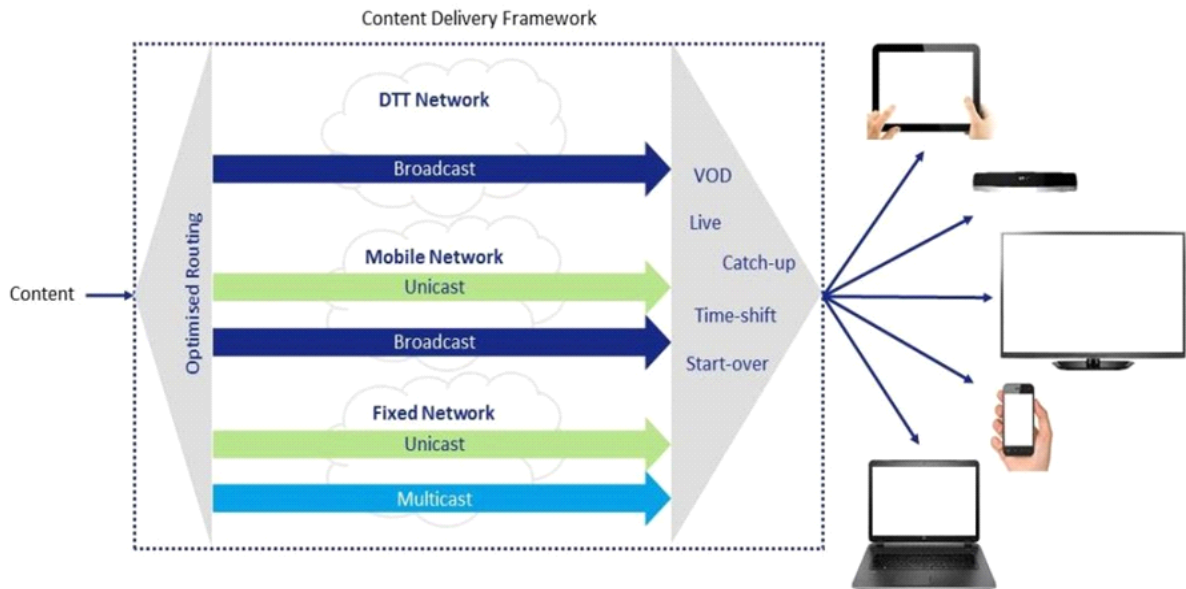 Content Delivery Framework
DTT Network
Broadcast
Mobile Network
Unicast
Broadcast
Fixed Network
Unicast
Multicast
Content
Optimised Routing
VOD
Live
Catch-up
Time-shift
Start-over